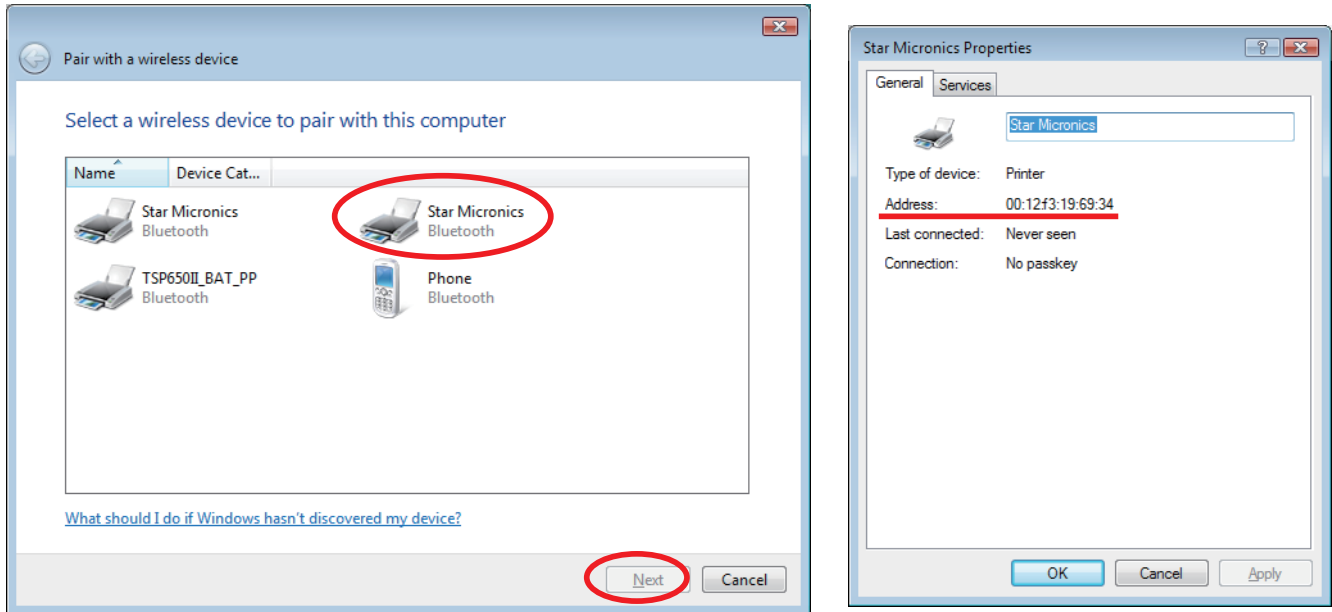 Pair with a wireless device
Select a wireless device to pair with this computer
Name Device Cat...
Star Micronics
Bluetooth
Star Micronics
Bluetooth
TSP650II_BAT_PP
Bluetooth
Phone
Bluetooth
What should I do if Windows hasn't discovered my device?
Next Cancel
Star Micronics Properties
General Services
Star Micronics
Type of device: Printer
Address: 00:12:f3:19:69:34
Last connected: Never seen
Connection: No passkey
OK Cancel Apply